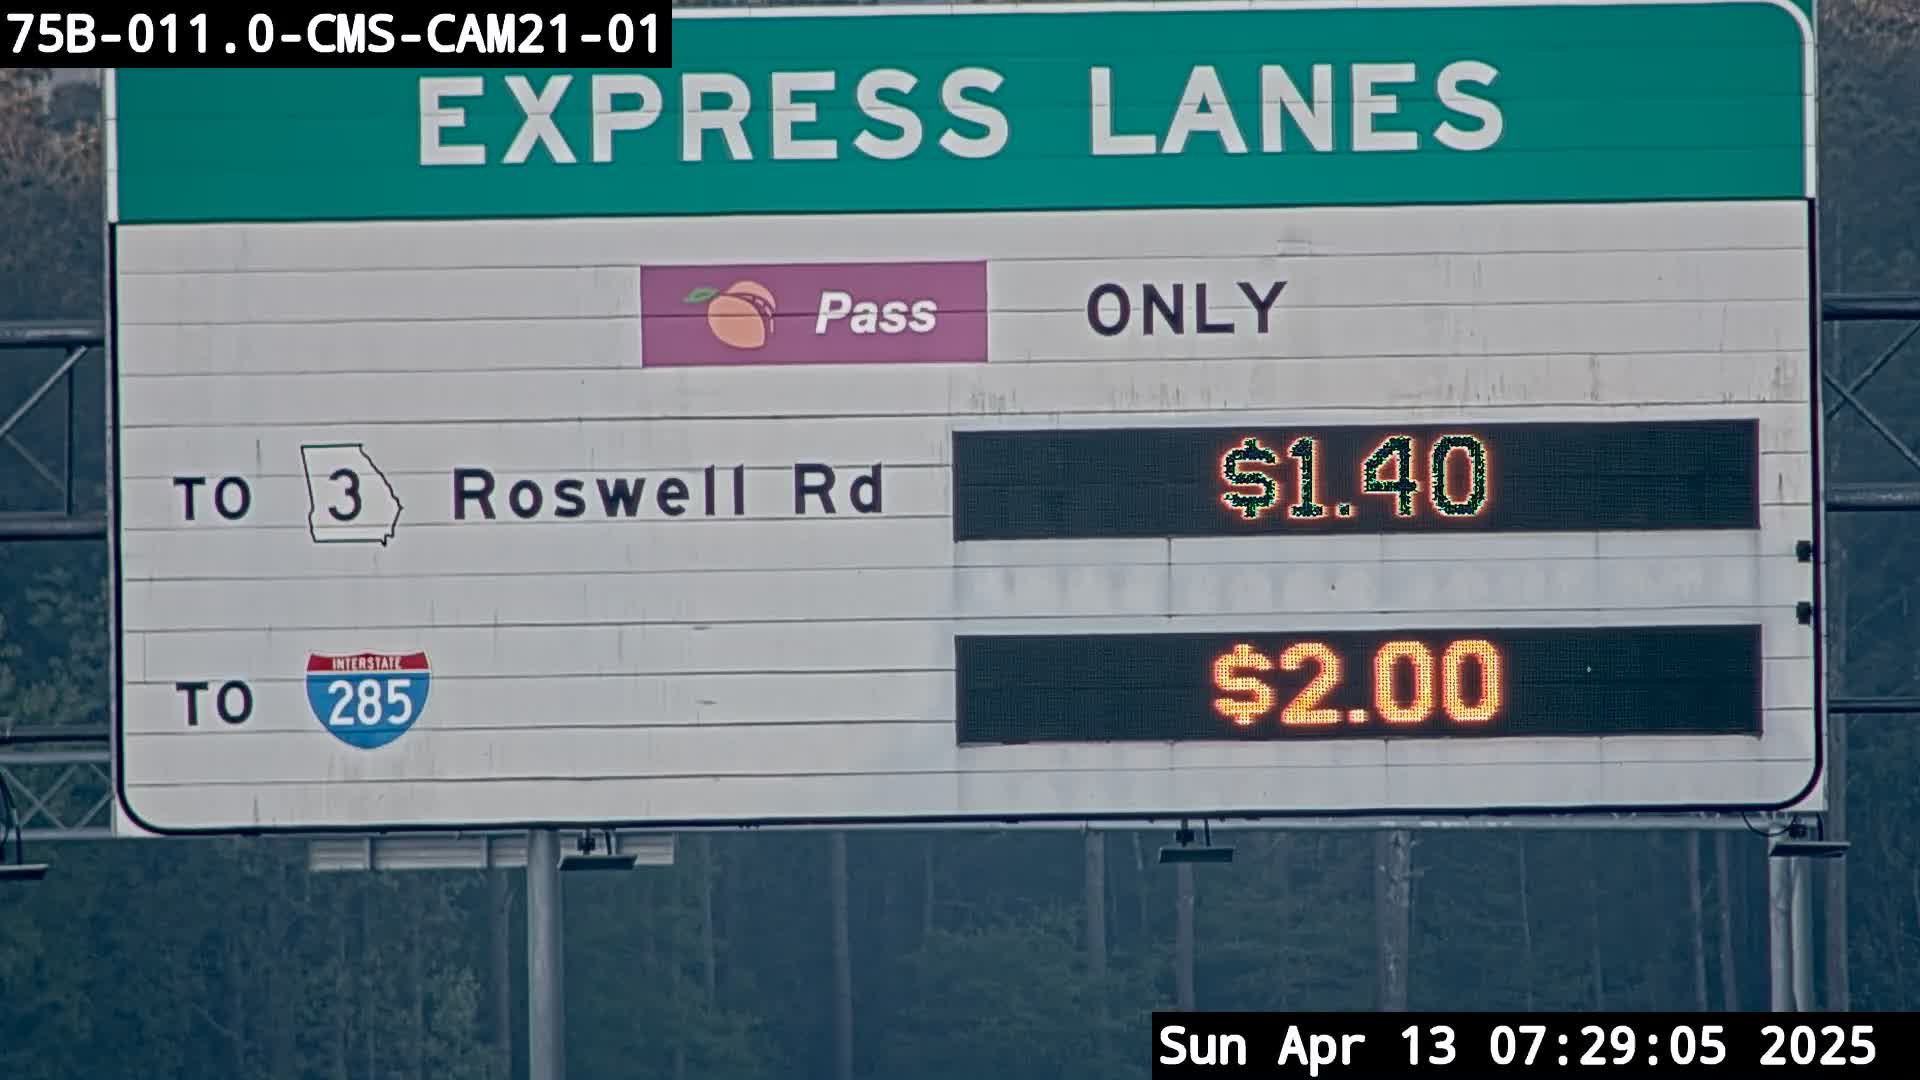 75B-011.0-CMS-CAM21-01
EXPRESS LANES
Pass ONLY
TO 3 Roswell Rd $1.40
TO INTERSTATE 285 $2.00
Sun Apr 13 07:29:05 2025